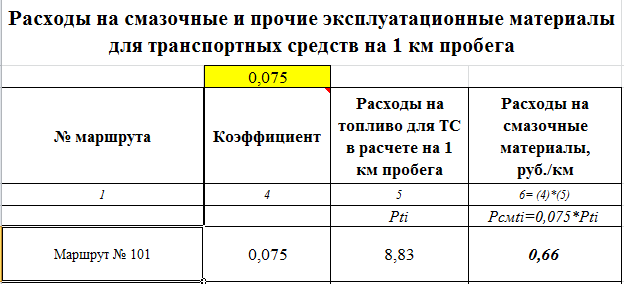 Расходы на смазочные и прочие эксплуатационные материалы
для транспортных средств на 1 км пробега
0,075
№ маршрута
Коэффициент
Расходы на
топливо для ТС
в расчете на 1
км пробега
Расходы на
смазочные
материалы,
руб./км
1
4
5
6= (4)*(5)
Pti
Pсмti=0,075*Pti
Маршрут № 101
0,075
8,83
0,66